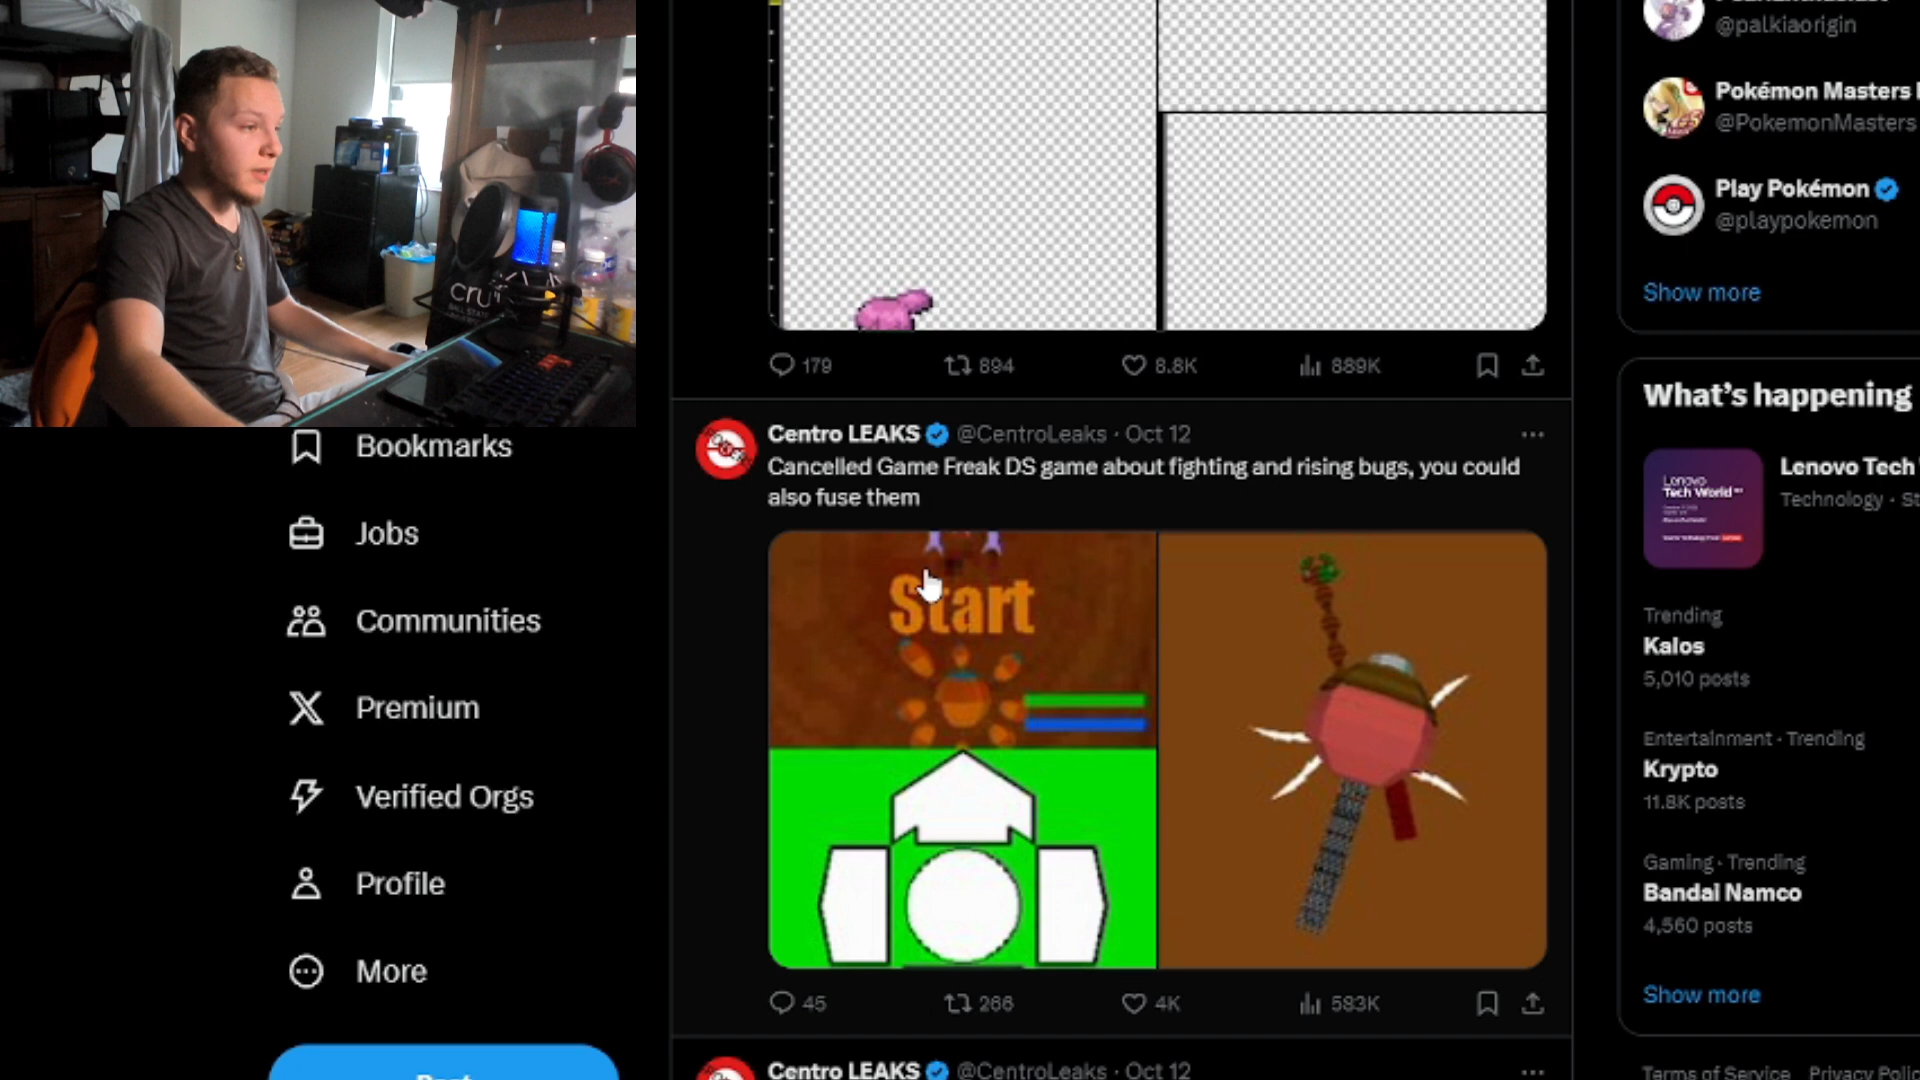 @palkiaorigin
Pokémon Masters
@PokemonMasters
Play Pokémon
@playpokemon
Show more
179
894
8.8K
889K
Centro LEAKS @CentroLeaks · Oct 12
Cancelled Game Freak DS game about fighting and rising bugs, you could
also fuse them
Start
45
266
4K
583K
Centro LEAKS @CentroLeaks · Oct 12
Bookmarks
Jobs
Communities
Premium
Verified Orgs
Profile
More
What's happening
Lenovo Tech
Technology ·
Lenovo
Tech World
Trending
Kalos
5,010 posts
Entertainment · Trending
Krypto
11.8K posts
Gaming · Trending
Bandai Namco
4,560 posts
Show more
Terms of Service